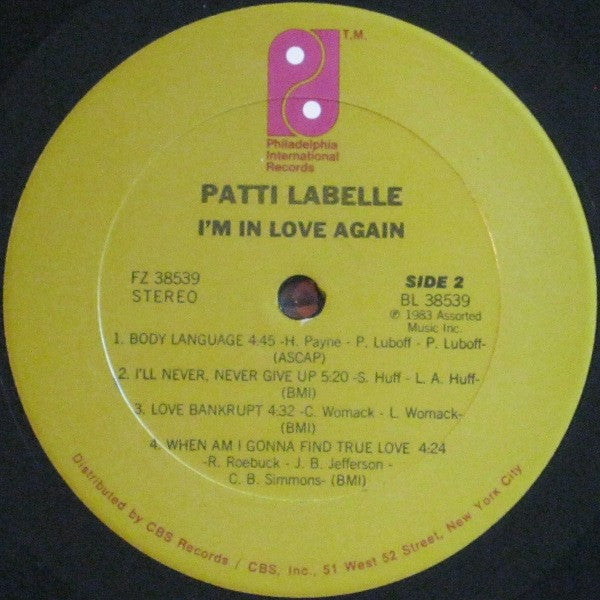 T.M.
Philadelphia
International
Records
PATTI LABELLE
I'M IN LOVE AGAIN
FZ 38539
STEREO
SIDE 2
BL 38539
℗ 1983 Assorted
Music Inc.
1. BODY LANGUAGE 4:45 -H. Payne - P. Luboff - P. Luboff-
(ASCAP)
2. I'LL NEVER, NEVER GIVE UP 5:20 -S. Huff - L. A. Huff-
(BMI)
3. LOVE BANKRUPT 4:32 -C. Womack - L. Womack-
(BMI)
4. WHEN AM I GONNA FIND TRUE LOVE 4:24
-R. Roebuck - J. B. Jefferson -
C. B. Simmons- (BMI)
Distributed by CBS Records / CBS, Inc., 51 West 52 Street, New York City